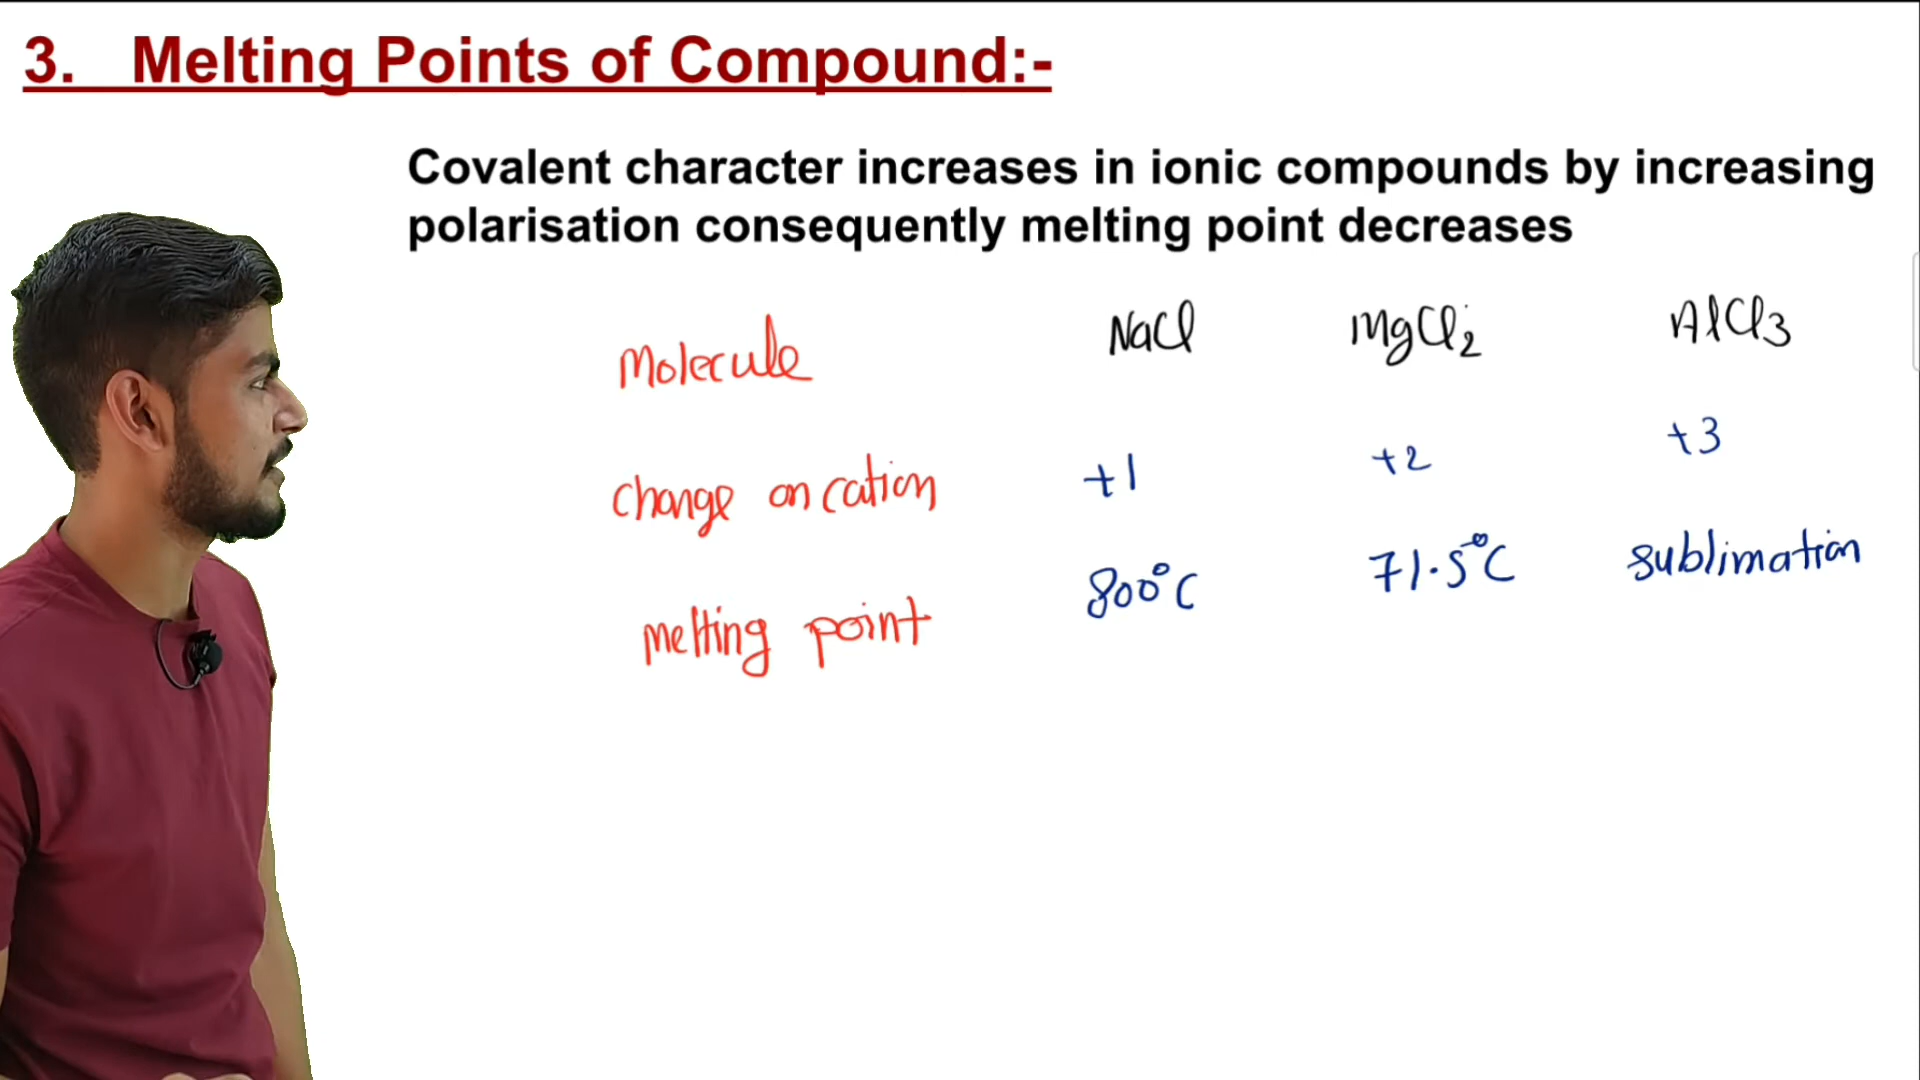 3. Melting Points of Compound:-
Covalent character increases in ionic compounds by increasing
polarisation consequently melting point decreases
Molecule NaCl MgCl2 AlCl3
change on cation +1 +2 +3
melting point 800°C 71.5°C sublimation